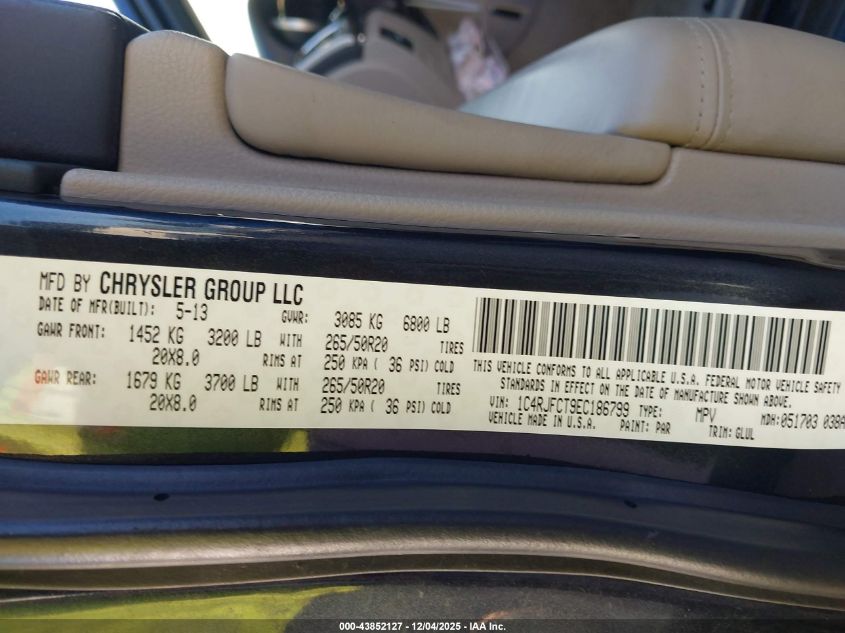 MFD BY CHRYSLER GROUP LLC
DATE OF MFR(BUILT): 5-13 GVWR: 3085 KG 6800 LB
GAWR FRONT: 1452 KG 3200 LB WITH 265/50R20 TIRES
20X8.0 RIMS AT 250 KPA ( 36 PSI) COLD
GAWR REAR: 1679 KG 3700 LB WITH 265/50R20 TIRES
20X8.0 RIMS AT 250 KPA ( 36 PSI) COLD
THIS VEHICLE CONFORMS TO ALL APPLICABLE U.S.A. FEDERAL MOTOR VEHICLE SAFETY
STANDARDS IN EFFECT ON THE DATE OF MANUFACTURE SHOWN ABOVE.
VIN: 1C4RJFCT9EC186799 TYPE: MPV MDH:051703 038A
VEHICLE MADE IN U.S.A. PAINT: PAR TRIM: GLUL
000-43852127 - 12/04/2025 - IAA Inc.